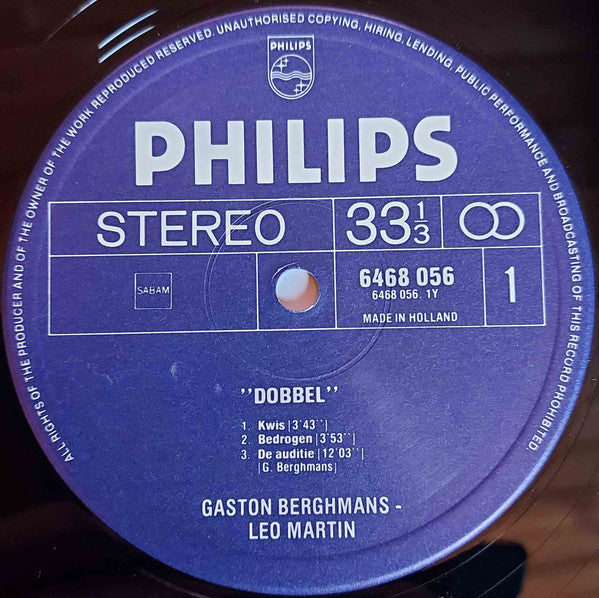 ALL RIGHTS OF THE PRODUCER AND OF THE OWNER OF THE WORK REPRODUCED RESERVED. UNAUTHORISED COPYING, HIRING, LENDING, PUBLIC PERFORMANCE AND BROADCASTING OF THIS RECORD PROHIBITED.
PHILIPS
PHILIPS
STEREO 33⅓
SABAM
6468 056 1
6468 056. 1Y
MADE IN HOLLAND
"DOBBEL"
1. Kwis [3'43'']
2. Bedrogen [3'53'']
3. De auditie [12'03'']
[G. Berghmans]
GASTON BERGHMANS -
LEO MARTIN